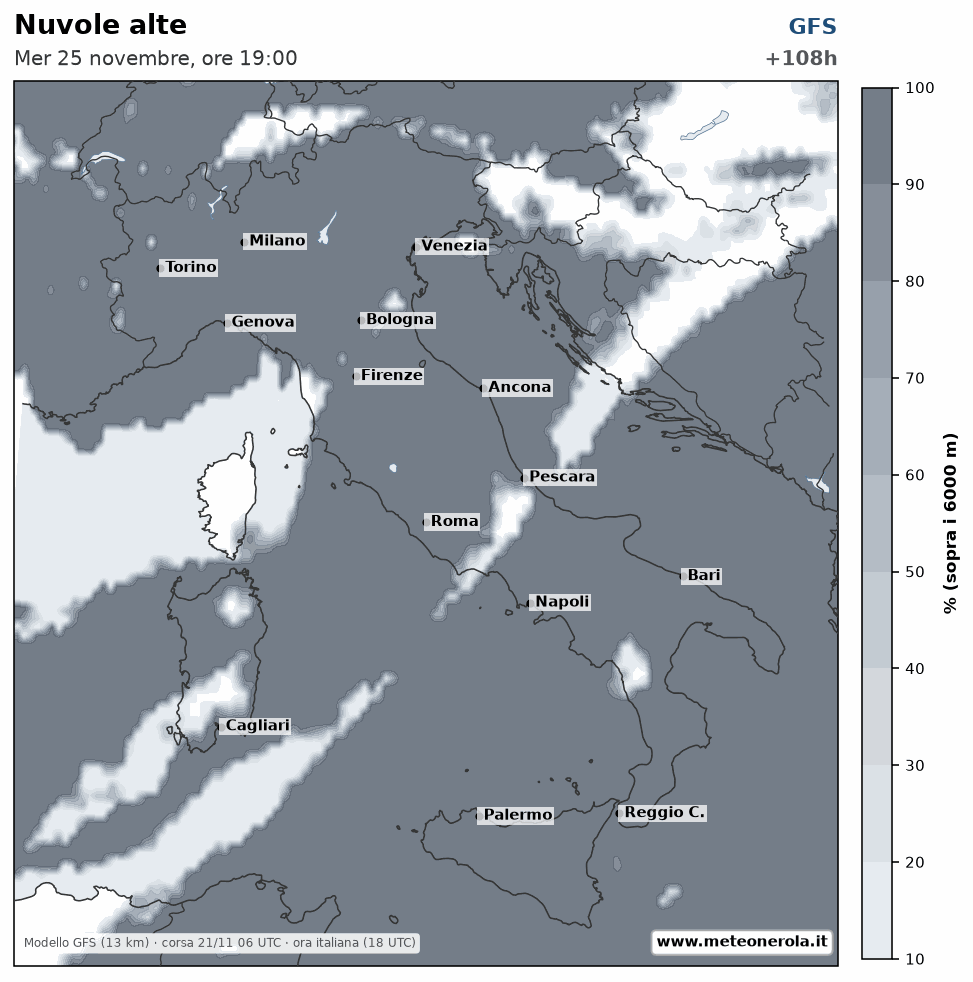 Nuvole alte
GFS
Mer 25 novembre, ore 19:00
+108h
100
90
80
70
60
50
40
30
20
10
% (sopra i 6000 m)
Milano
Venezia
Torino
Genova
Bologna
Firenze
Ancona
Pescara
Roma
Bari
Napoli
Cagliari
Palermo
Reggio C.
Modello GFS (13 km) · corsa 21/11 06 UTC · ora italiana (18 UTC)
www.meteonerola.it